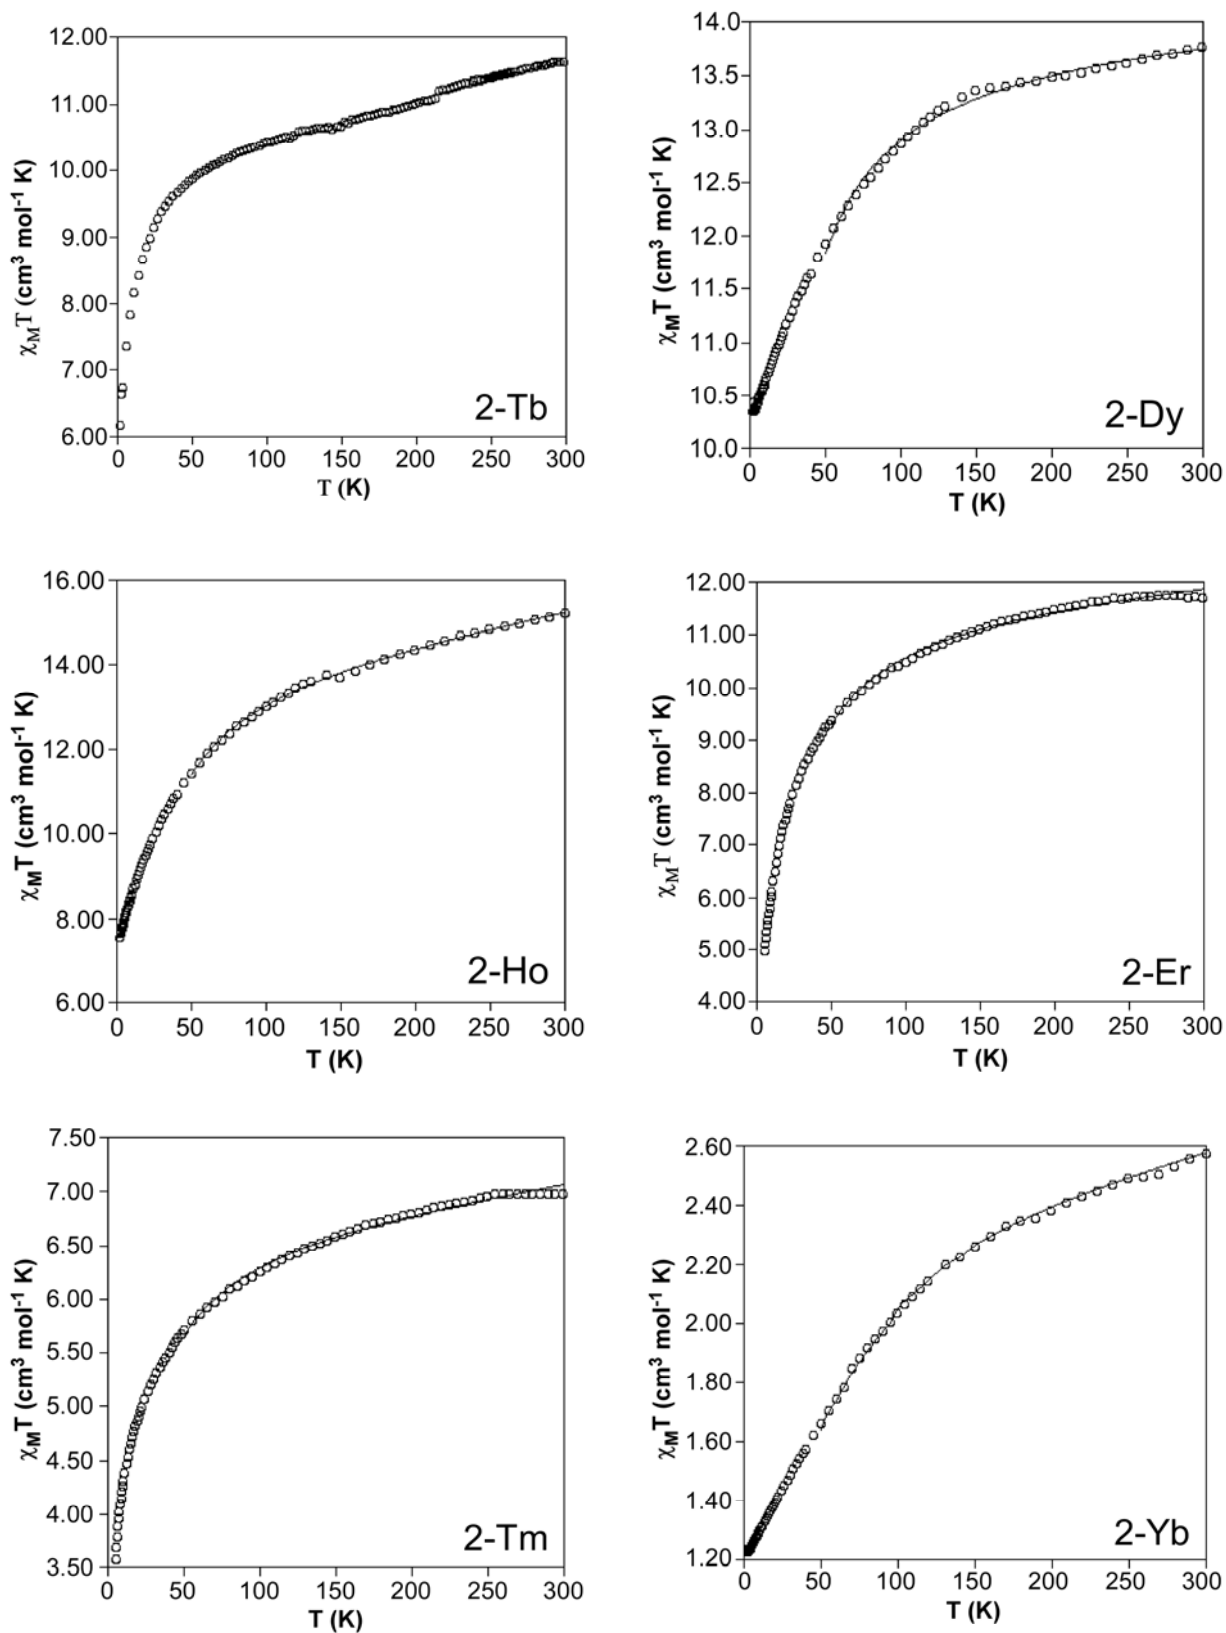 12.00
11.00
10.00
9.00
8.00
7.00
6.00
χMT (cm³ mol⁻¹ K)
0 50 100 150 200 250 300
T (K)
2-Tb
14.0
13.5
13.0
12.5
12.0
11.5
11.0
10.5
10.0
χMT (cm³ mol⁻¹ K)
0 50 100 150 200 250 300
T (K)
2-Dy
16.00
14.00
12.00
10.00
8.00
6.00
χMT (cm³ mol⁻¹ K)
0 50 100 150 200 250 300
T (K)
2-Ho
12.00
11.00
10.00
9.00
8.00
7.00
6.00
5.00
4.00
χMT (cm³ mol⁻¹ K)
0 50 100 150 200 250 300
T (K)
2-Er
7.50
7.00
6.50
6.00
5.50
5.00
4.50
4.00
3.50
χMT (cm³ mol⁻¹ K)
0 50 100 150 200 250 300
T (K)
2-Tm
2.60
2.40
2.20
2.00
1.80
1.60
1.40
1.20
χMT (cm³ mol⁻¹ K)
0 50 100 150 200 250 300
T (K)
2-Yb